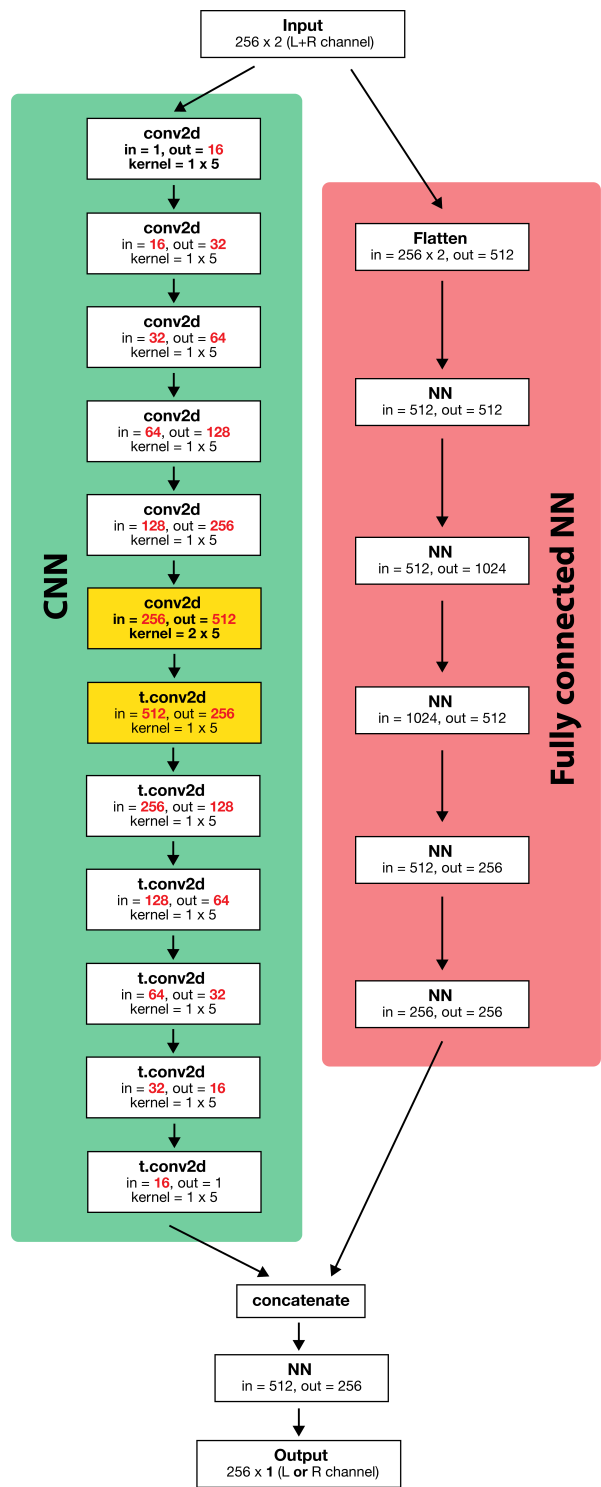 Input
256 x 2 (L+R channel)
CNN
conv2d
in = 1, out = 16
kernel = 1 x 5
conv2d
in = 16, out = 32
kernel = 1 x 5
conv2d
in = 32, out = 64
kernel = 1 x 5
conv2d
in = 64, out = 128
kernel = 1 x 5
conv2d
in = 128, out = 256
kernel = 1 x 5
conv2d
in = 256, out = 512
kernel = 2 x 5
t.conv2d
in = 512, out = 256
kernel = 1 x 5
t.conv2d
in = 256, out = 128
kernel = 1 x 5
t.conv2d
in = 128, out = 64
kernel = 1 x 5
t.conv2d
in = 64, out = 32
kernel = 1 x 5
t.conv2d
in = 32, out = 16
kernel = 1 x 5
t.conv2d
in = 16, out = 1
kernel = 1 x 5
Fully connected NN
Flatten
in = 256 x 2, out = 512
NN
in = 512, out = 512
NN
in = 512, out = 1024
NN
in = 1024, out = 512
NN
in = 512, out = 256
NN
in = 256, out = 256
concatenate
NN
in = 512, out = 256
Output
256 x 1 (L or R channel)